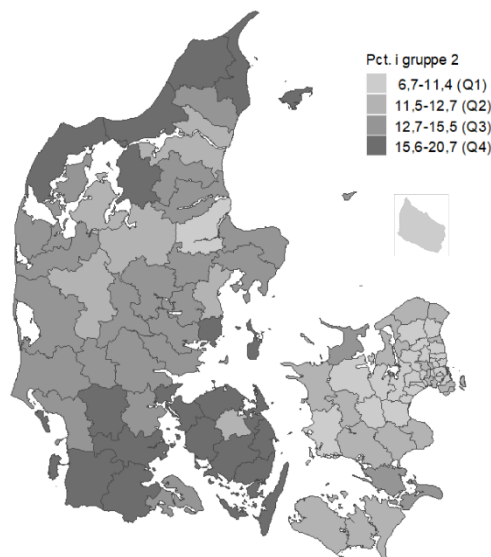 Pct. i gruppe 2
6,7-11,4 (Q1)
11,5-12,7 (Q2)
12,7-15,5 (Q3)
15,6-20,7 (Q4)